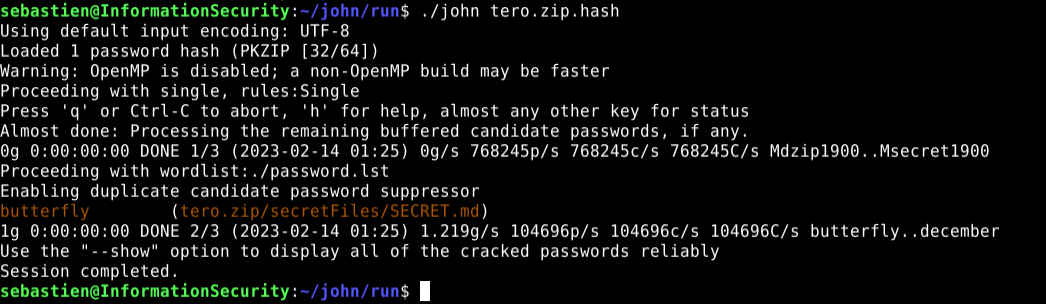 sebastien@InformationSecurity:~/john/run$ ./john tero.zip.hash
Using default input encoding: UTF-8
Loaded 1 password hash (PKZIP [32/64])
Warning: OpenMP is disabled; a non-OpenMP build may be faster
Proceeding with single, rules:Single
Press 'q' or Ctrl-C to abort, 'h' for help, almost any other key for status
Almost done: Processing the remaining buffered candidate passwords, if any.
0g 0:00:00:00 DONE 1/3 (2023-02-14 01:25) 0g/s 768245p/s 768245c/s 768245C/s Mdzip1900..Msecret1900
Proceeding with wordlist:./password.lst
Enabling duplicate candidate password suppressor
butterfly        (tero.zip/secretFiles/SECRET.md)
1g 0:00:00:00 DONE 2/3 (2023-02-14 01:25) 1.219g/s 104696p/s 104696c/s 104696C/s butterfly..december
Use the "--show" option to display all of the cracked passwords reliably
Session completed.
sebastien@InformationSecurity:~/john/run$